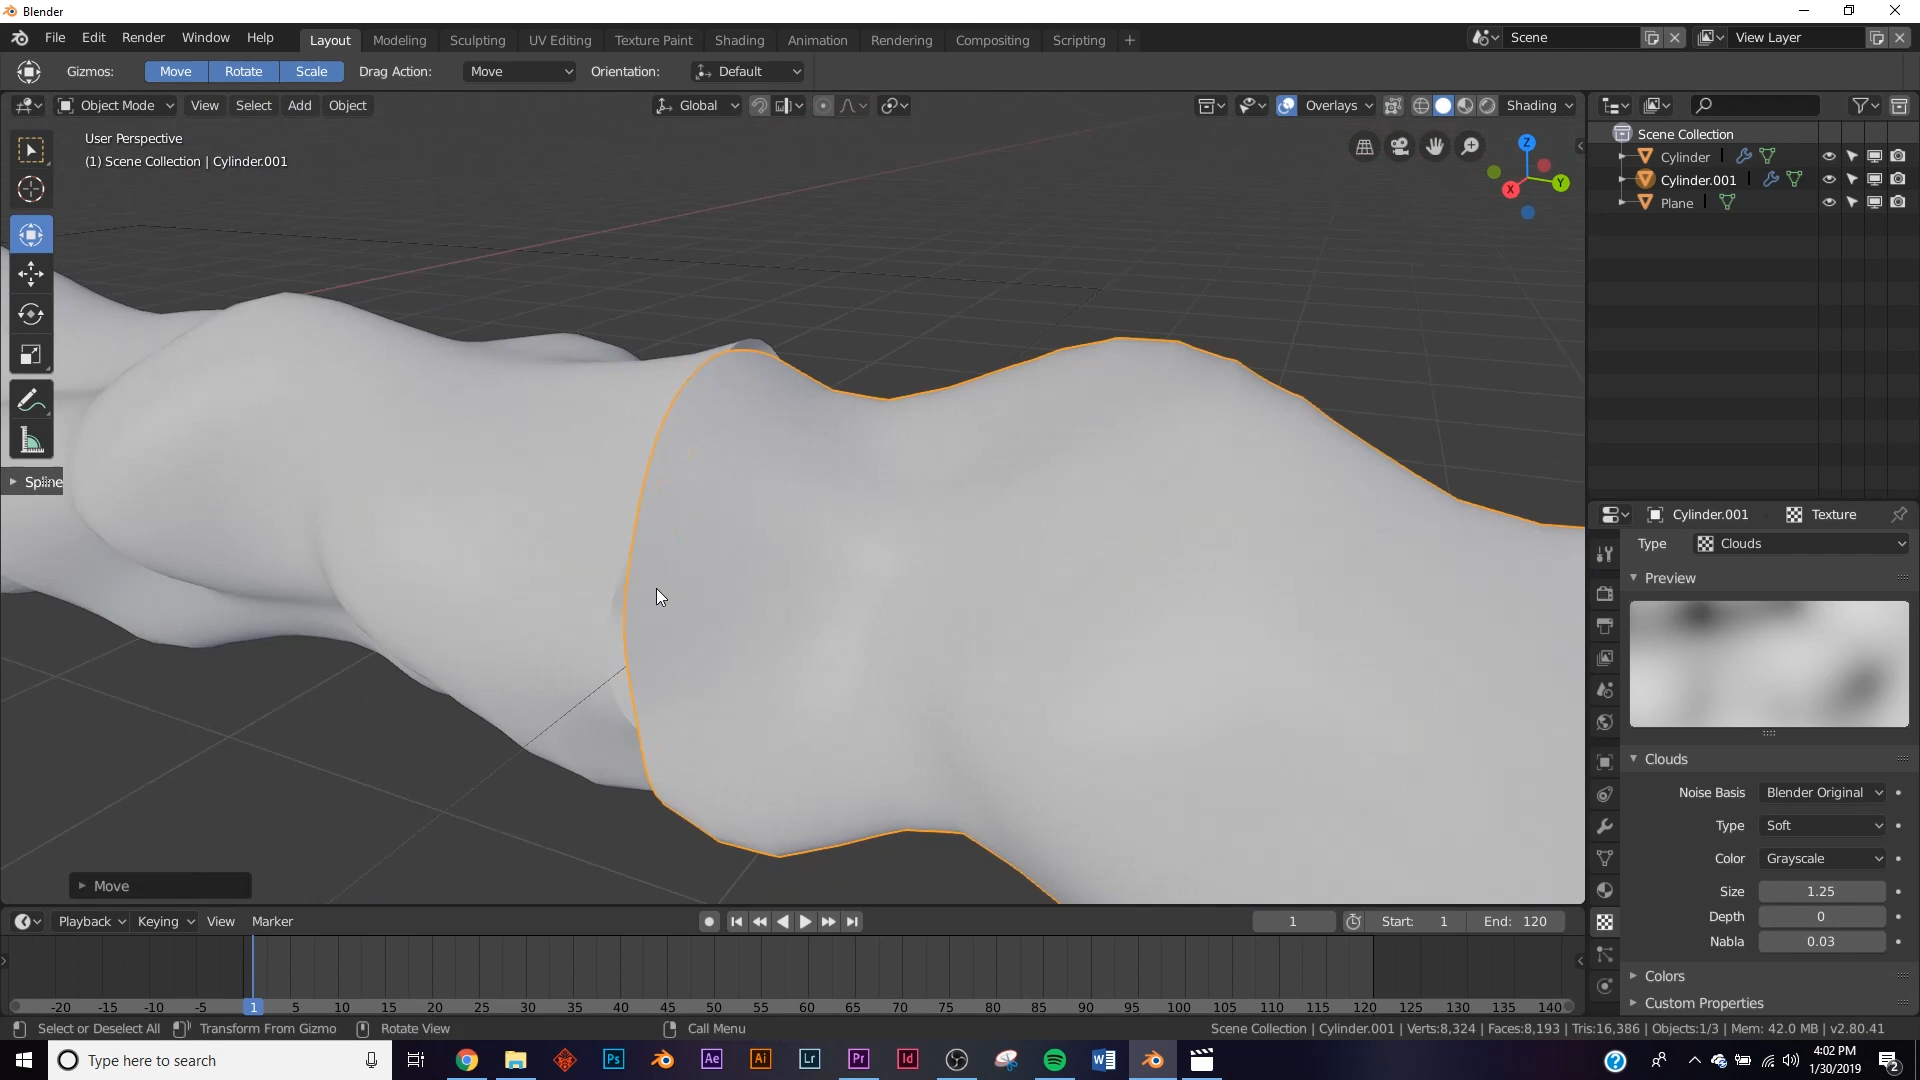 Blender
File Edit Render Window Help
Layout Modeling Sculpting UV Editing Texture Paint Shading Animation Rendering Compositing Scripting +
Scene
View Layer
Gizmos: Move Rotate Scale Drag Action: Move Orientation: Default
Object Mode View Select Add Object
Global
Overlays
Shading
User Perspective
(1) Scene Collection | Cylinder.001
Z
Y
X
Scene Collection
Cylinder
Cylinder.001
Plane
Cylinder.001 Texture
Type Clouds
Preview
Clouds
Noise Basis Blender Original
Type Soft
Color Grayscale
Size 1.25
Depth 0
Nabla 0.03
Colors
Custom Properties
Move
Playback Keying View Marker
1 Start: 1 End: 120
-20 -15 -10 -5 1 5 10 15 20 25 30 35 40 45 50 55 60 65 70 75 80 85 90 95 100 105 110 115 120 125 130 135 140
Select or Deselect All Transform From Gizmo Rotate View Call Menu
Scene Collection | Cylinder.001 | Verts:8,324 | Faces:8,193 | Tris:16,386 | Objects:1/3 | Mem: 42.0 MB | v2.80.41
Type here to search
Ps Ae Ai Lr Pr Id W
4:02 PM
1/30/2019
2